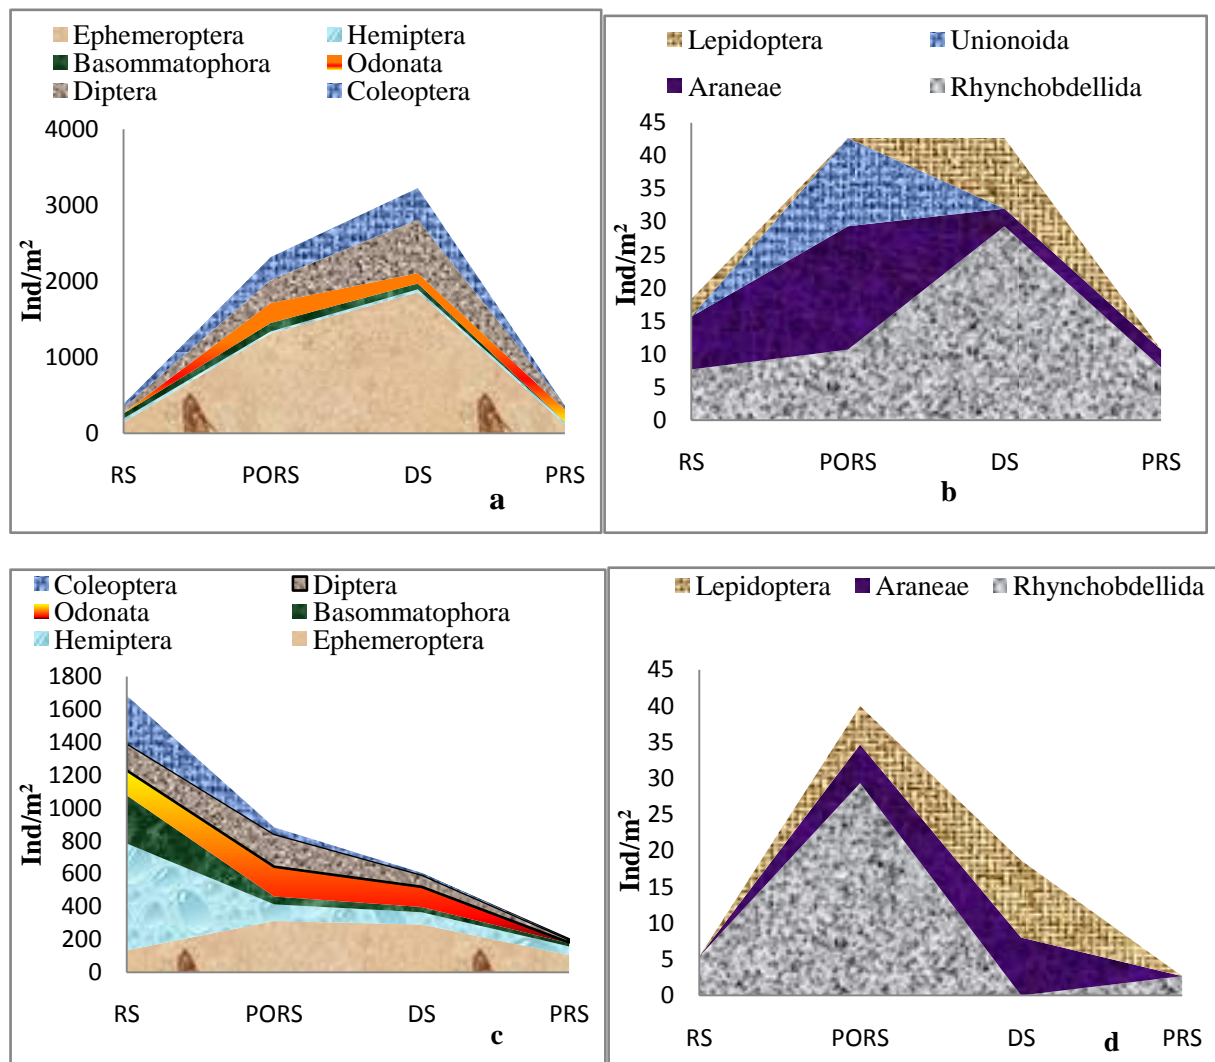 Ephemeroptera Hemiptera
Basommatophora Odonata
Diptera Coleoptera
4000
3000
2000
1000
0
Ind/m²
RS PORS DS PRS
a
Lepidoptera Unionoida
Araneae Rhynchobdellida
45
40
35
30
25
20
15
10
5
0
Ind/m²
RS PORS DS PRS
b
Coleoptera Diptera
Odonata Basommatophora
Hemiptera Ephemeroptera
1800
1600
1400
1200
1000
800
600
400
200
0
Ind/m²
RS PORS DS PRS
c
Lepidoptera Araneae Rhynchobdellida
45
40
35
30
25
20
15
10
5
0
Ind/m²
RS PORS DS PRS
d